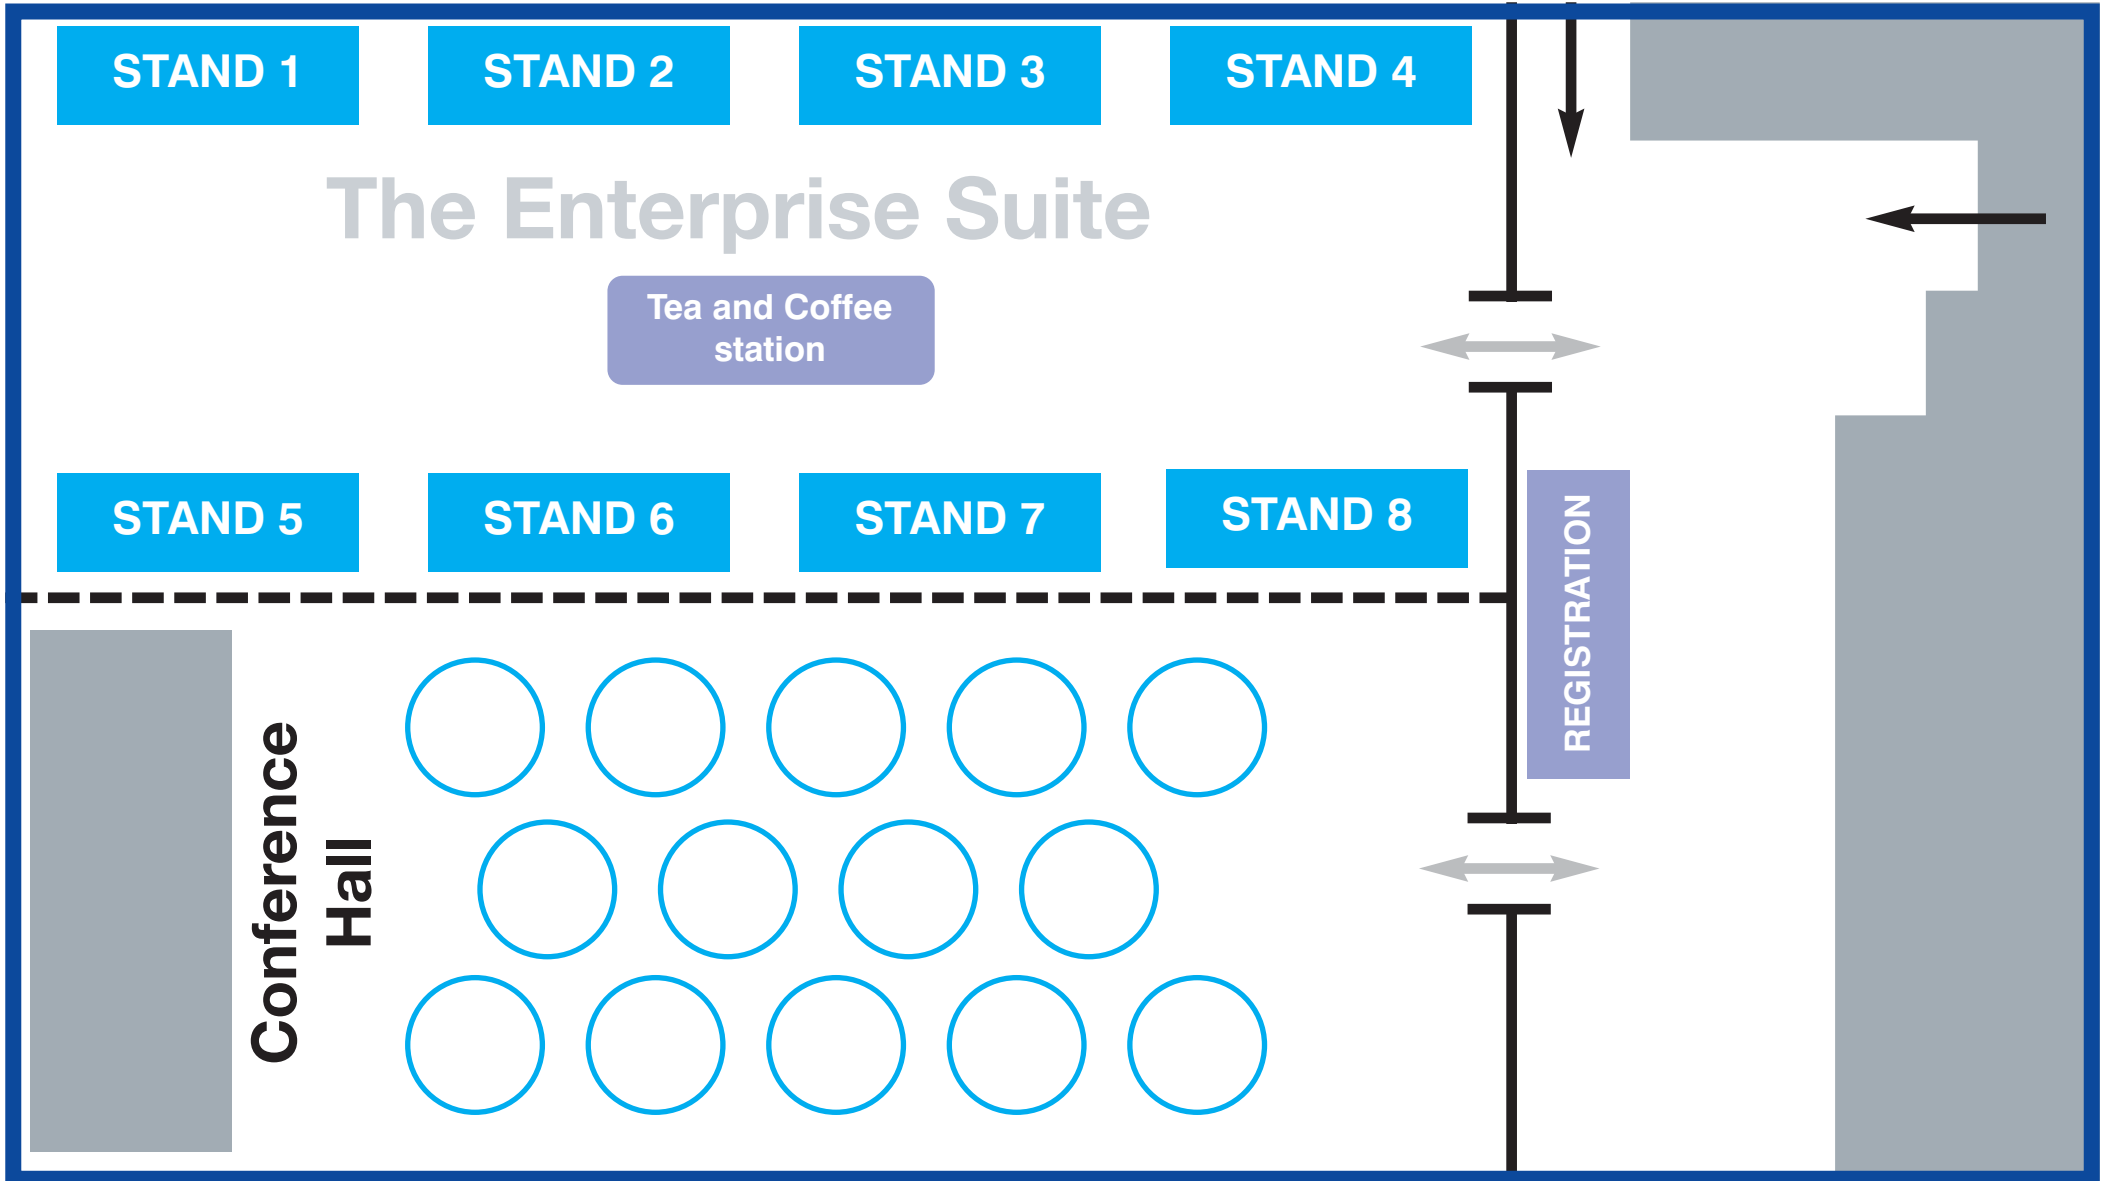 STAND 1
STAND 2
STAND 3
STAND 4
The Enterprise Suite
Tea and Coffee
station
STAND 5
STAND 6
STAND 7
STAND 8
REGISTRATION
Conference
Hall